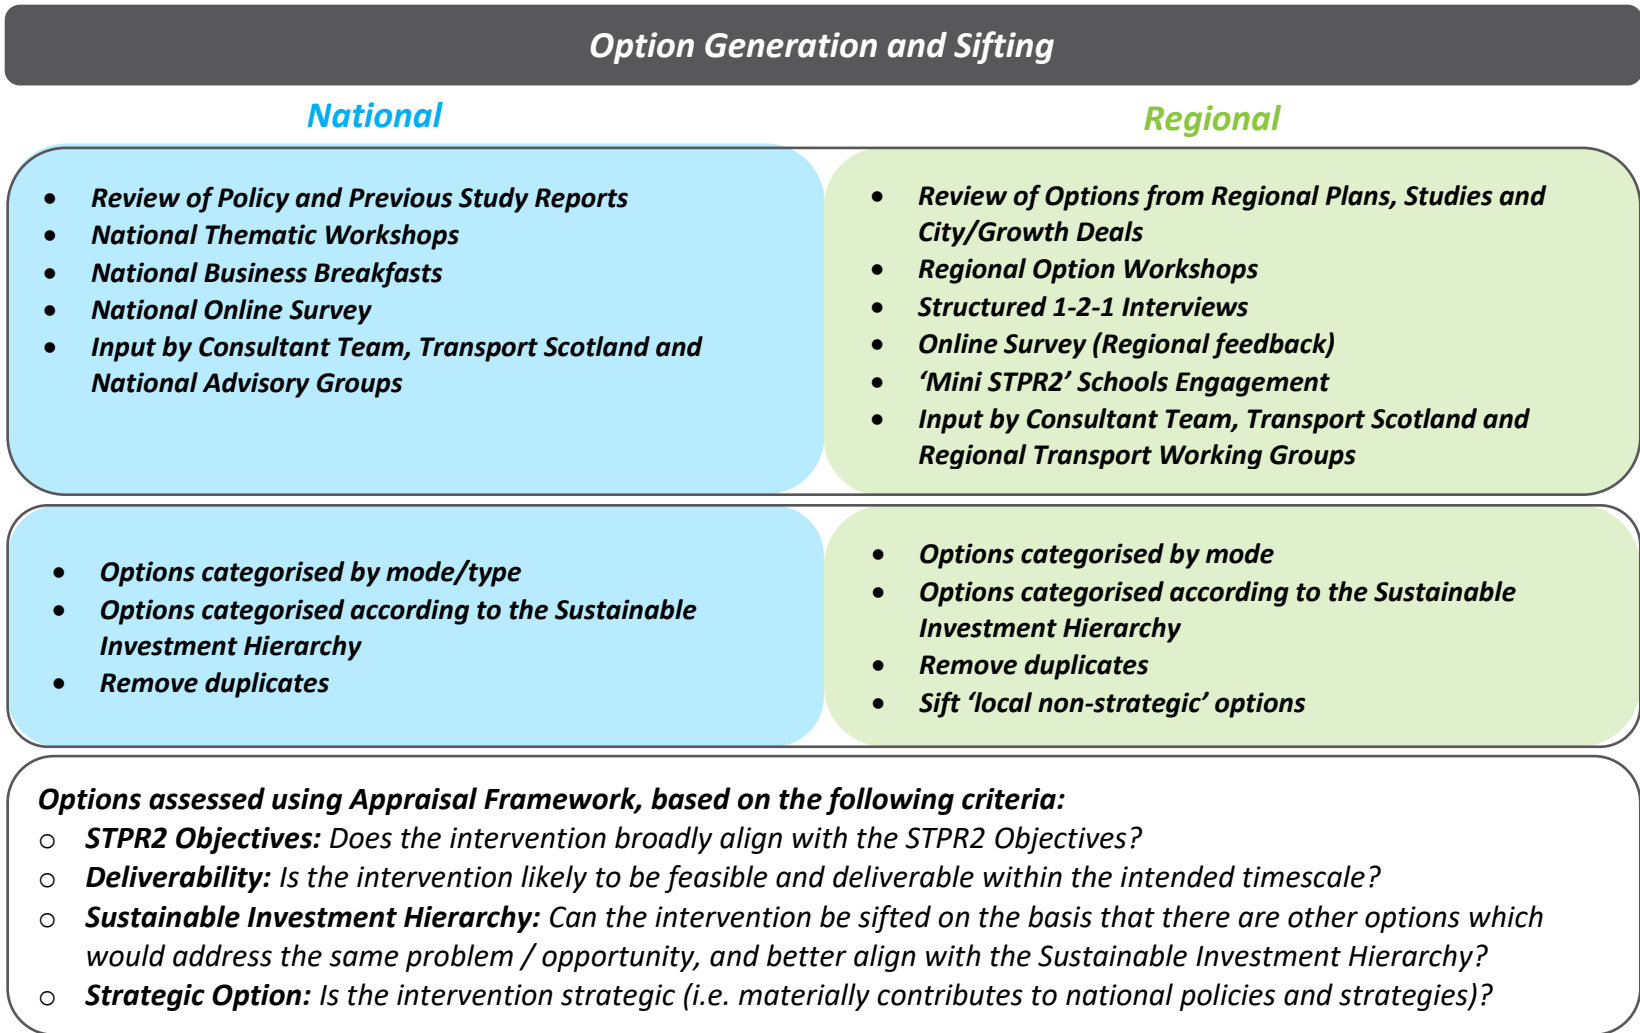 Option Generation and Sifting
National
• Review of Policy and Previous Study Reports
• National Thematic Workshops
• National Business Breakfasts
• National Online Survey
• Input by Consultant Team, Transport Scotland and
National Advisory Groups
Regional
• Review of Options from Regional Plans, Studies and
City/Growth Deals
• Regional Option Workshops
• Structured 1-2-1 Interviews
• Online Survey (Regional feedback)
• ‘Mini STPR2’ Schools Engagement
• Input by Consultant Team, Transport Scotland and
Regional Transport Working Groups
• Options categorised by mode/type
• Options categorised according to the Sustainable
Investment Hierarchy
• Remove duplicates
• Options categorised by mode
• Options categorised according to the Sustainable
Investment Hierarchy
• Remove duplicates
• Sift ‘local non-strategic’ options
Options assessed using Appraisal Framework, based on the following criteria:
o STPR2 Objectives: Does the intervention broadly align with the STPR2 Objectives?
o Deliverability: Is the intervention likely to be feasible and deliverable within the intended timescale?
o Sustainable Investment Hierarchy: Can the intervention be sifted on the basis that there are other options which
would address the same problem / opportunity, and better align with the Sustainable Investment Hierarchy?
o Strategic Option: Is the intervention strategic (i.e. materially contributes to national policies and strategies)?